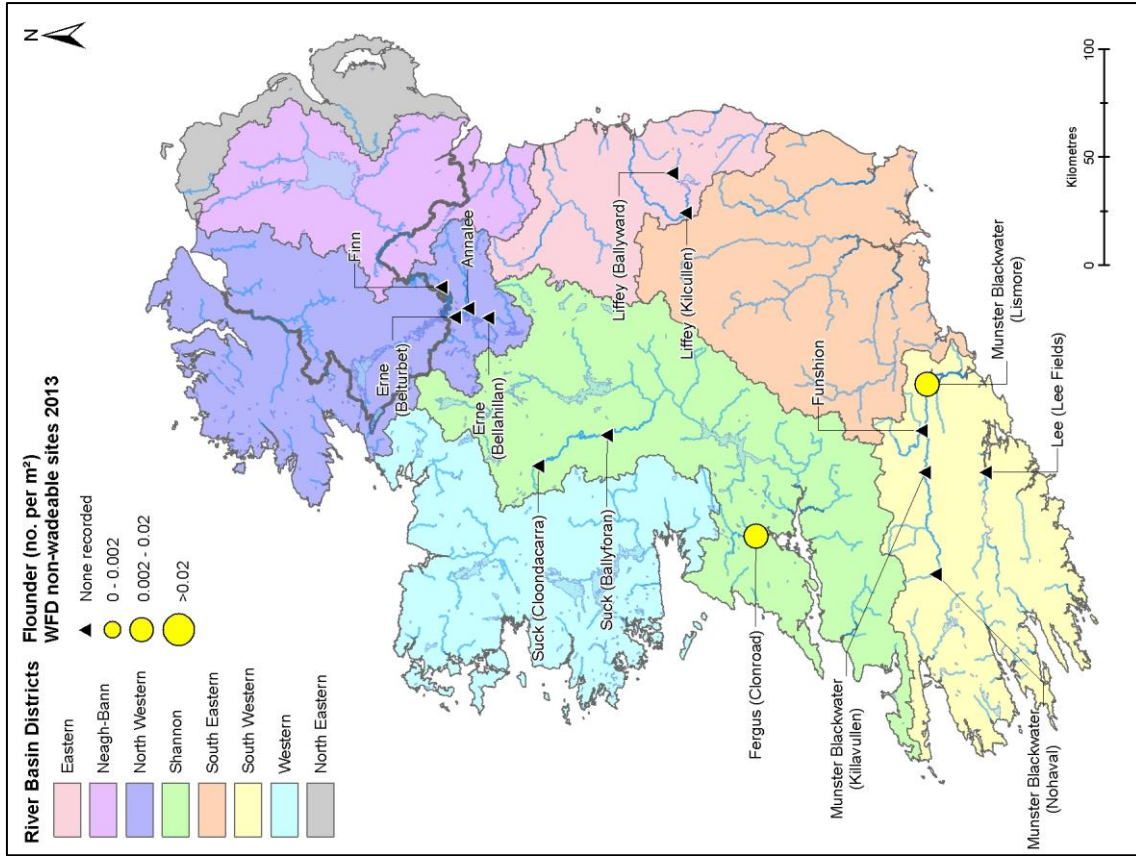 River Basin Districts
Eastern
Neagh-Bann
North Western
Shannon
South Eastern
South Western
Western
North Eastern
Flounder (no. per m²)
WFD non-wadeable sites 2013
None recorded
0 - 0.002
0.002 - 0.02
>0.02
N
Finn
Annalee
Erne
(Belturbet)
Erne
(Bellahillan)
Suck (Cloondacarra)
Suck (Ballyforan)
Liffey (Ballyward)
Liffey (Kilcullen)
Fergus (Clonroad)
Funshion
Munster Blackwater
(Killavullen)
Munster Blackwater
(Nohaval)
Munster Blackwater
(Lismore)
Lee (Lee Fields)
0
50
100
Kilometres